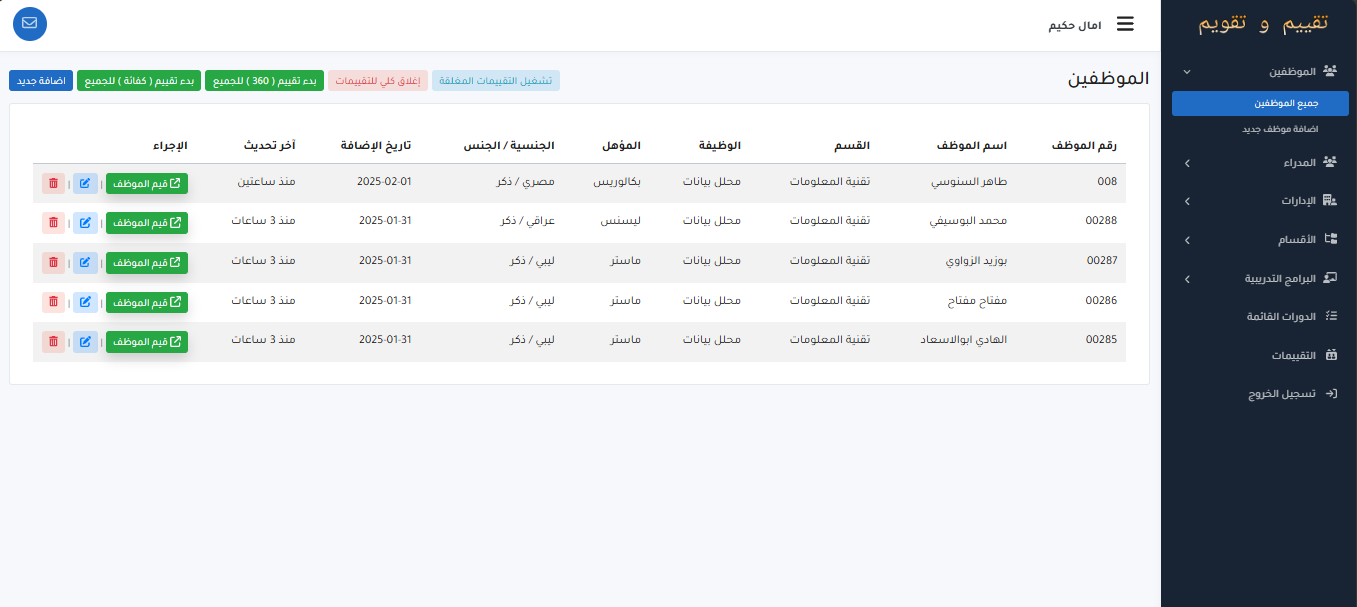 تقييم و تقويم
الموظفين
جميع الموظفين
اضافة موظف جديد
المدراء
الإدارات
الأقسام
البرامج التدريبية
الدورات القائمة
التقييمات
تسجيل الخروج
امال حكيم
الموظفين
تشغيل التقييمات المغلقة
إغلاق كلي للتقييمات
بدء تقييم ( 360 ) للجميع
بدء تقييم ( كفائة ) للجميع
اضافة جديد
رقم الموظف اسم الموظف القسم الوظيفة المؤهل الجنسية / الجنس تاريخ الإضافة آخر تحديث الإجراء
008 طاهر السنوسي تقنية المعلومات محلل بيانات بكالوريس مصري / ذكر 2025-02-01 منذ ساعتين قيم الموظف | |
00288 محمد البوسيفي تقنية المعلومات محلل بيانات ليسنس عراقي / ذكر 2025-01-31 منذ 3 ساعات قيم الموظف | |
00287 بوزيد الزواوي تقنية المعلومات محلل بيانات ماستر ليبي / ذكر 2025-01-31 منذ 3 ساعات قيم الموظف | |
00286 مفتاح مفتاح تقنية المعلومات محلل بيانات ماستر ليبي / ذكر 2025-01-31 منذ 3 ساعات قيم الموظف | |
00285 الهادي ابوالاسعاد تقنية المعلومات محلل بيانات ماستر ليبي / ذكر 2025-01-31 منذ 3 ساعات قيم الموظف | |